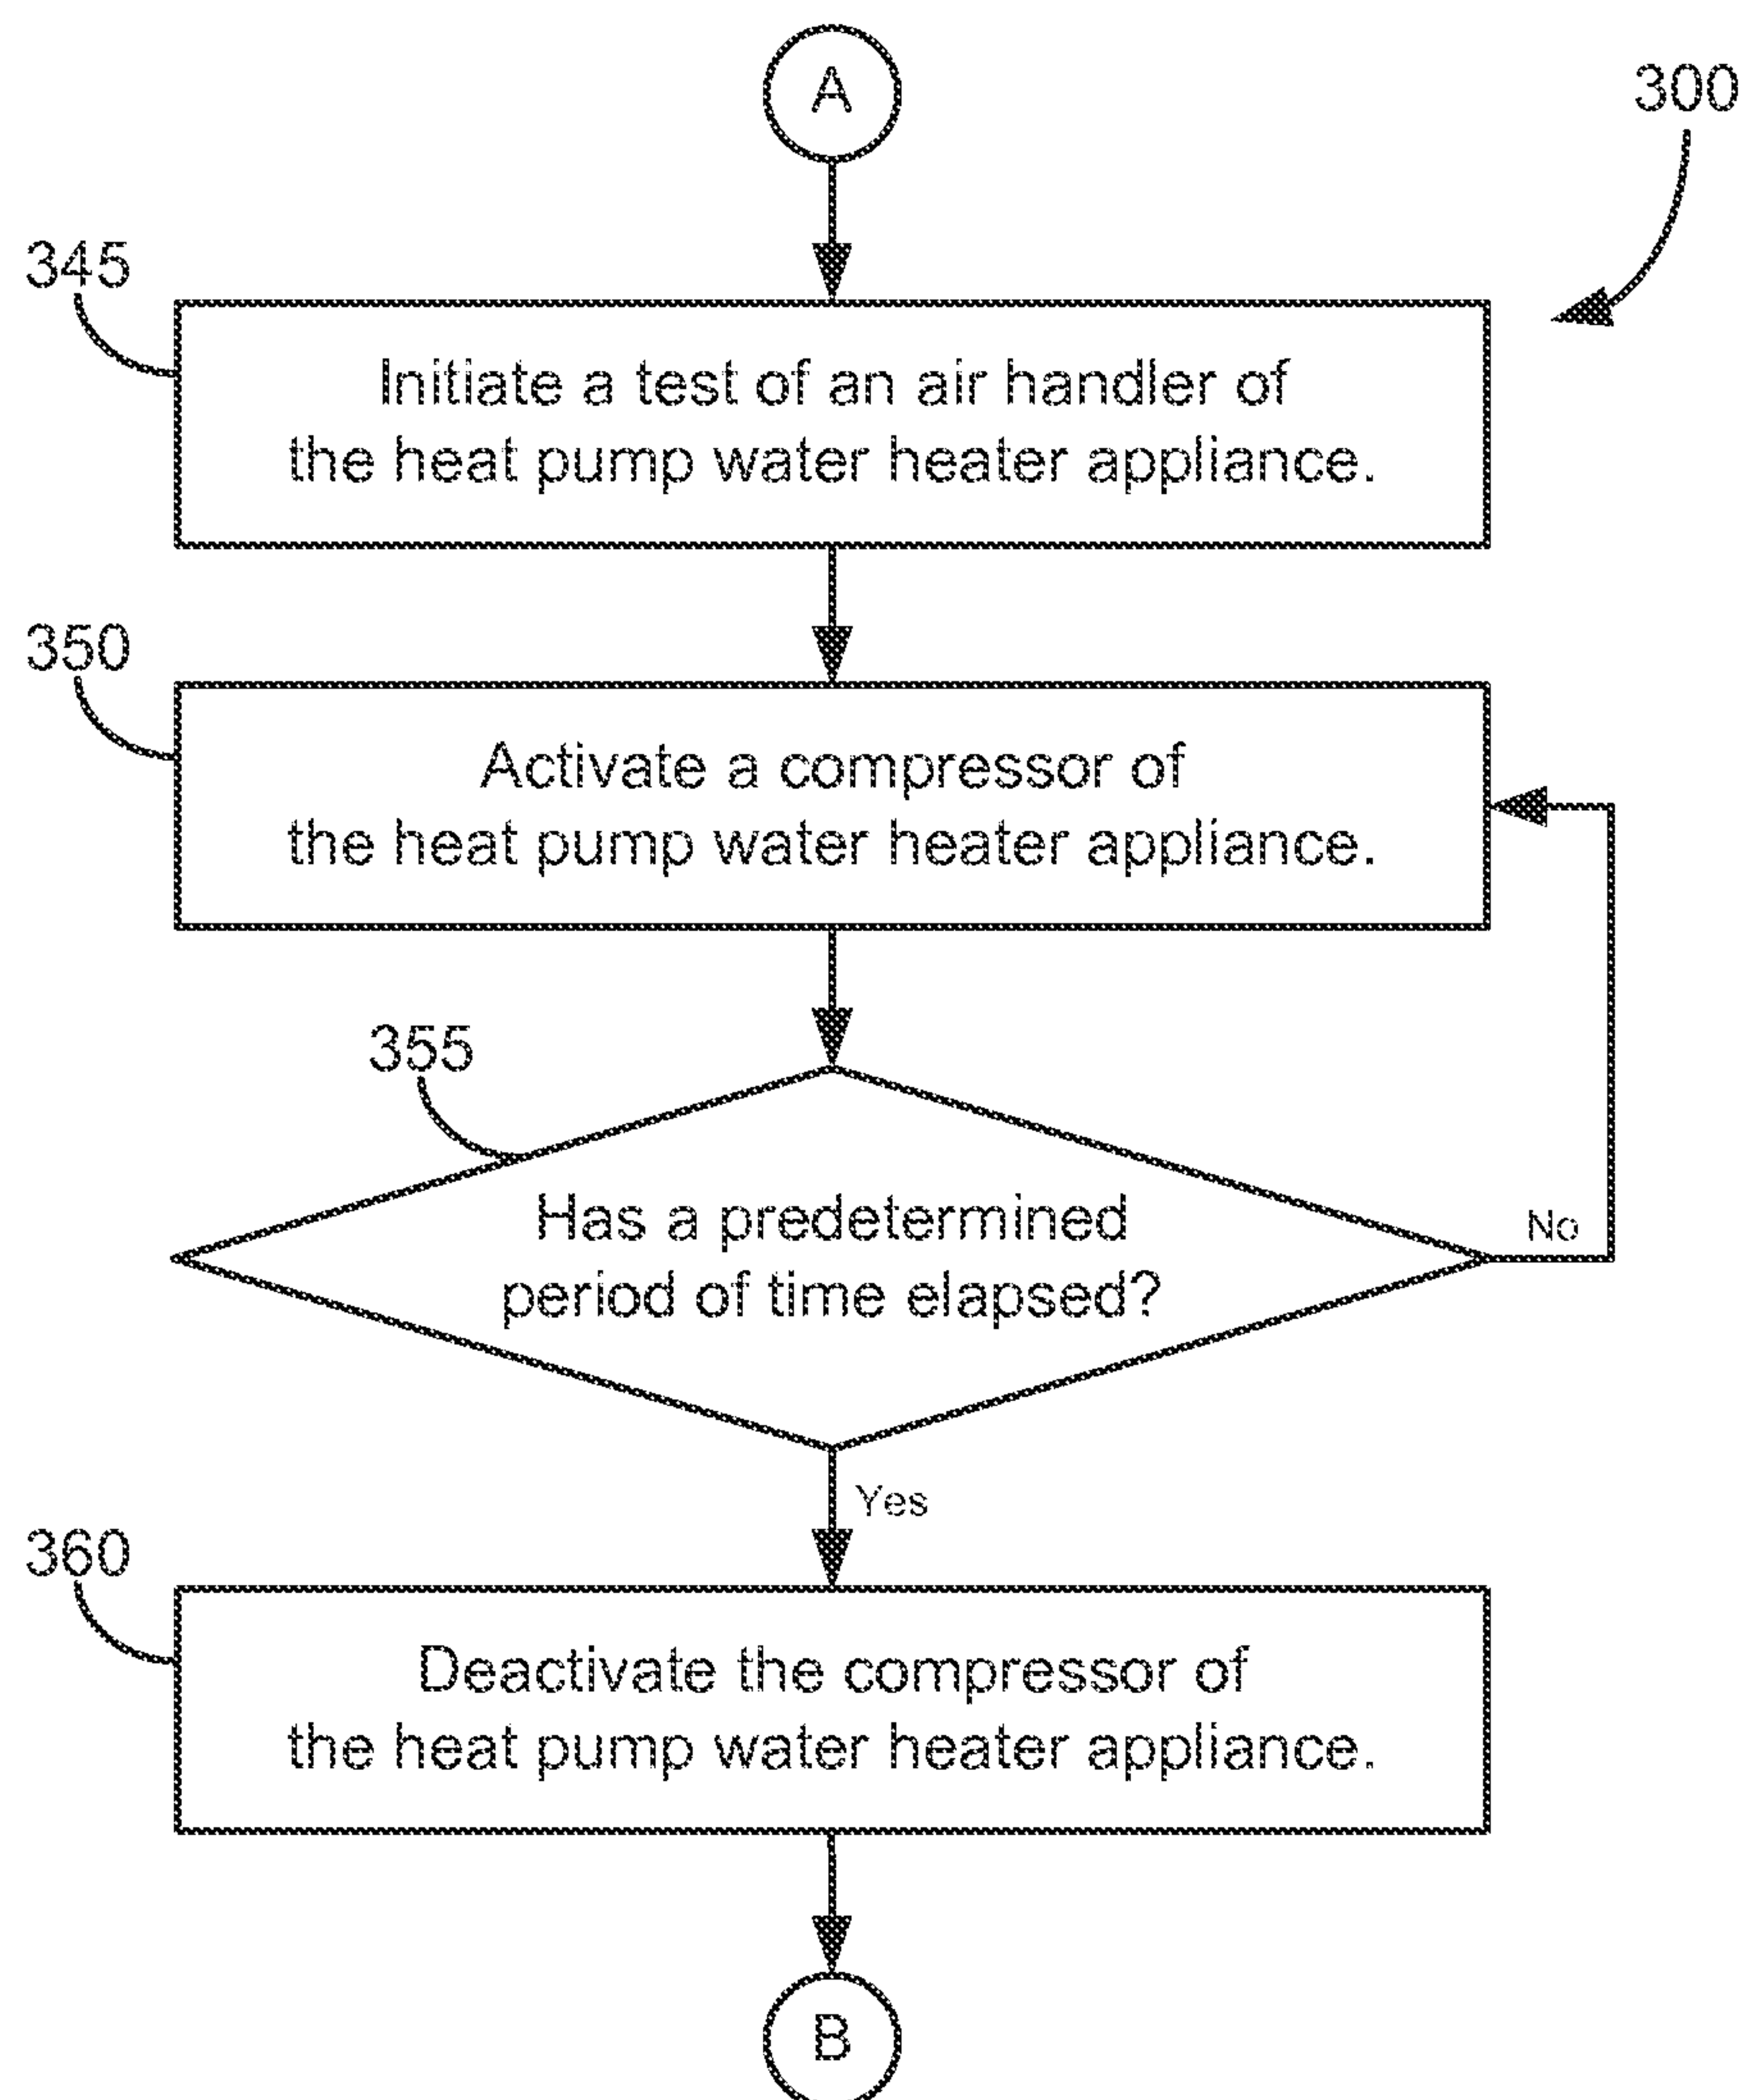 A
300
345
Initiate a test of an air handler of
the heat pump water heater appliance.
350
Activate a compressor of
the heat pump water heater appliance.
355
Has a predetermined
period of time elapsed?
No
Yes
360
Deactivate the compressor of
the heat pump water heater appliance.
B